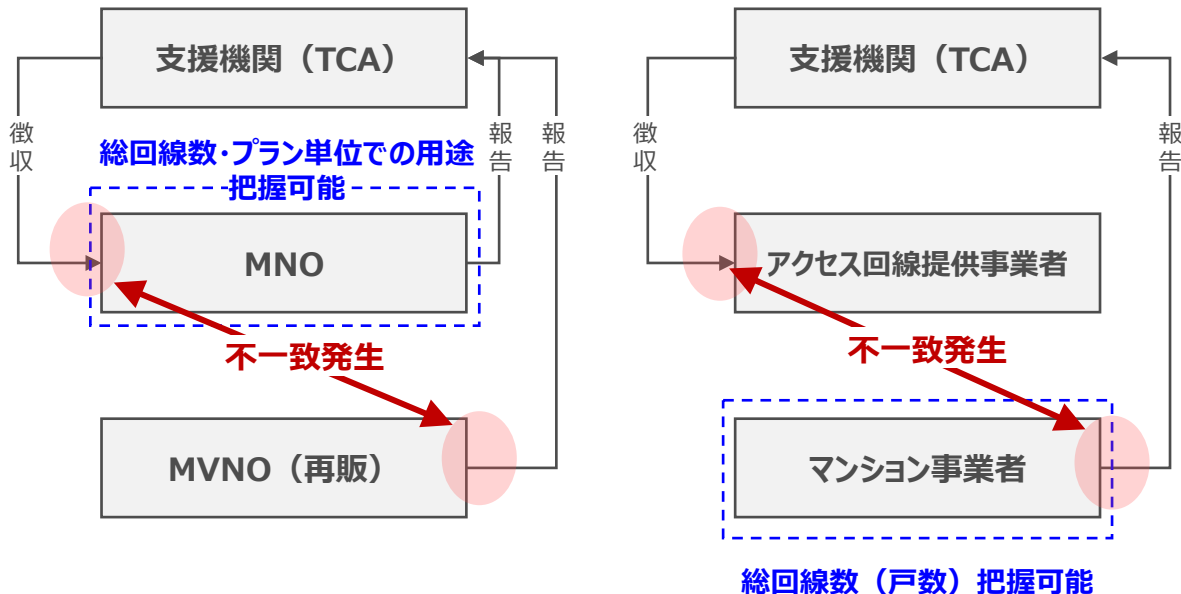 支援機関（TCA）
徴収
報告
報告
総回線数・プラン単位での用途
把握可能
MNO
不一致発生
MVNO（再販）
支援機関（TCA）
徴収
報告
アクセス回線提供事業者
不一致発生
マンション事業者
総回線数（戸数）把握可能